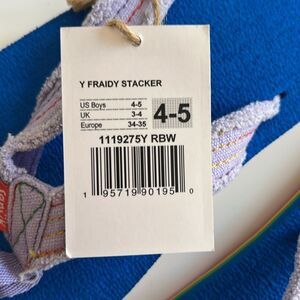 Y FRAIDY STACKER
US Boys 4-5
UK 3-4
Europe 34-35
4-5
1119275Y RBW
1 95719 90195 0